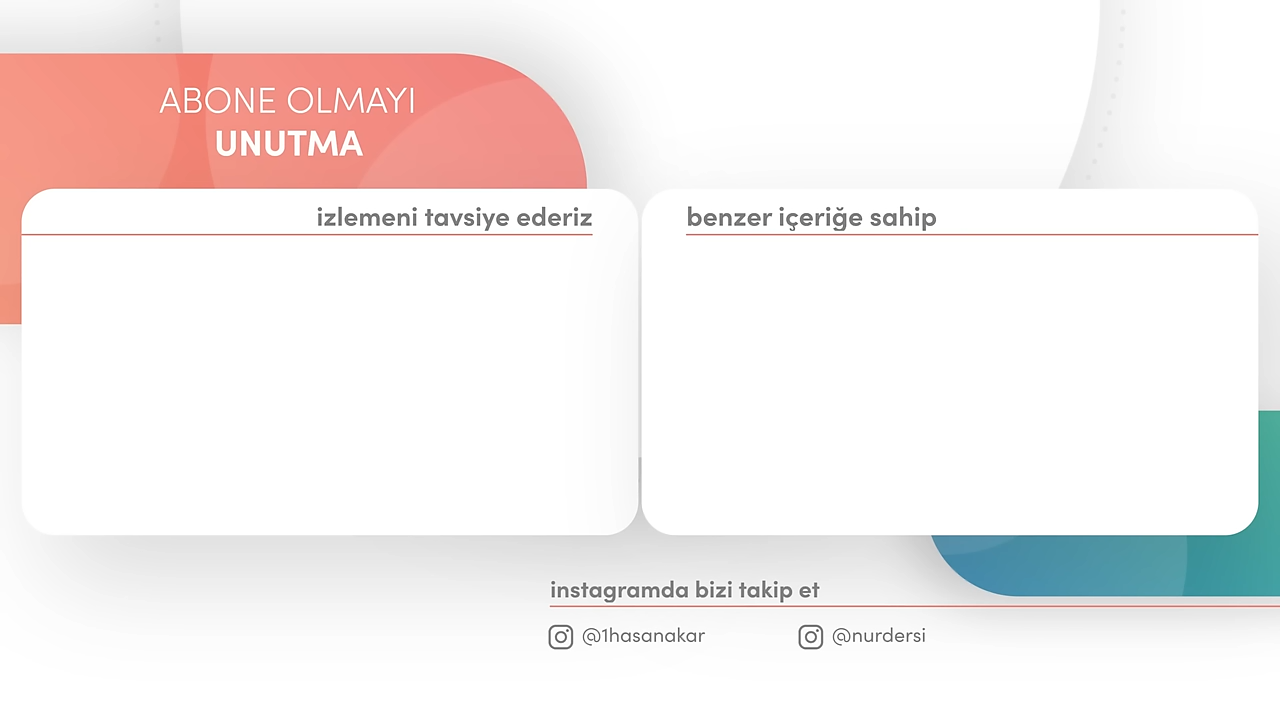 ABONE OLMAYI
UNUTMA
izlemeni tavsiye ederiz
benzer içeriğe sahip
instagramda bizi takip et
@1hasanakar
@nurdersi